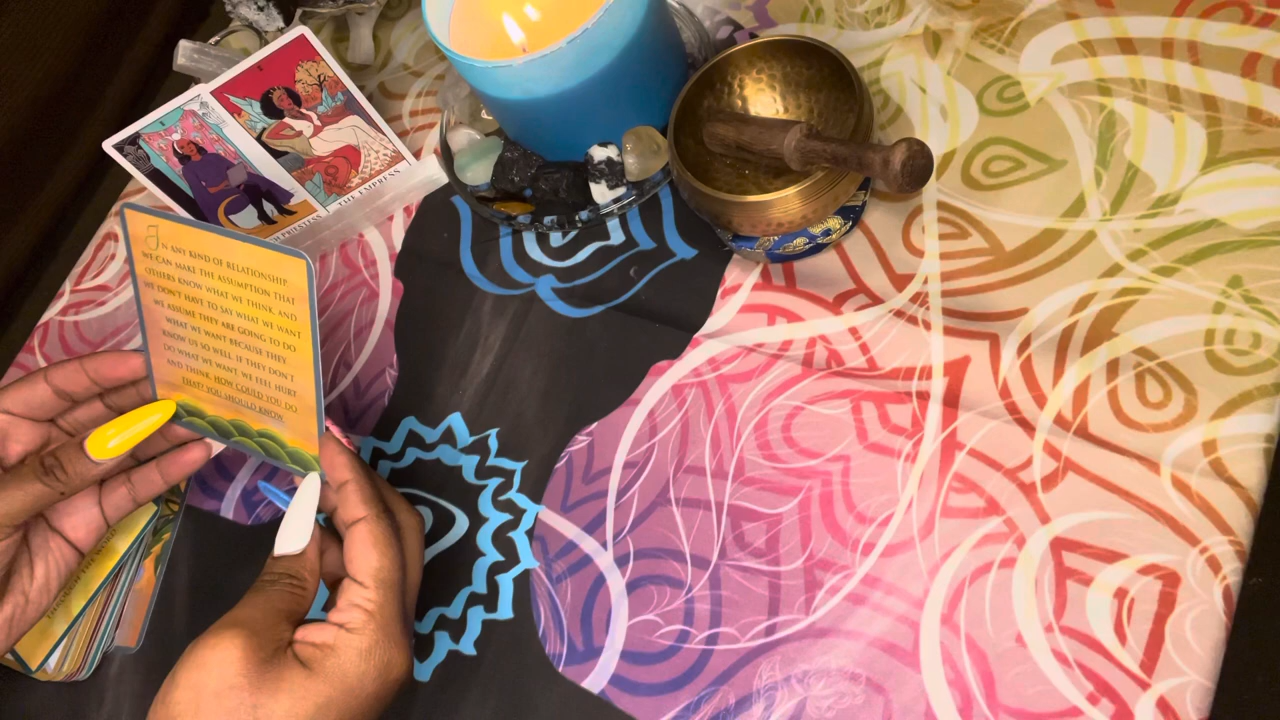 THE EMPRESS
PRIESTESS
IN ANY KIND OF RELATIONSHIP
WE CAN MAKE THE ASSUMPTION THAT
OTHERS KNOW WHAT WE THINK, AND
WE DON'T HAVE TO SAY WHAT WE WANT.
WE ASSUME THEY ARE GOING TO DO
WHAT WE WANT BECAUSE THEY
KNOW US SO WELL. IF THEY DON'T
DO WHAT WE WANT, WE FEEL HURT
AND THINK, HOW COULD YOU DO
THAT? YOU SHOULD KNOW.